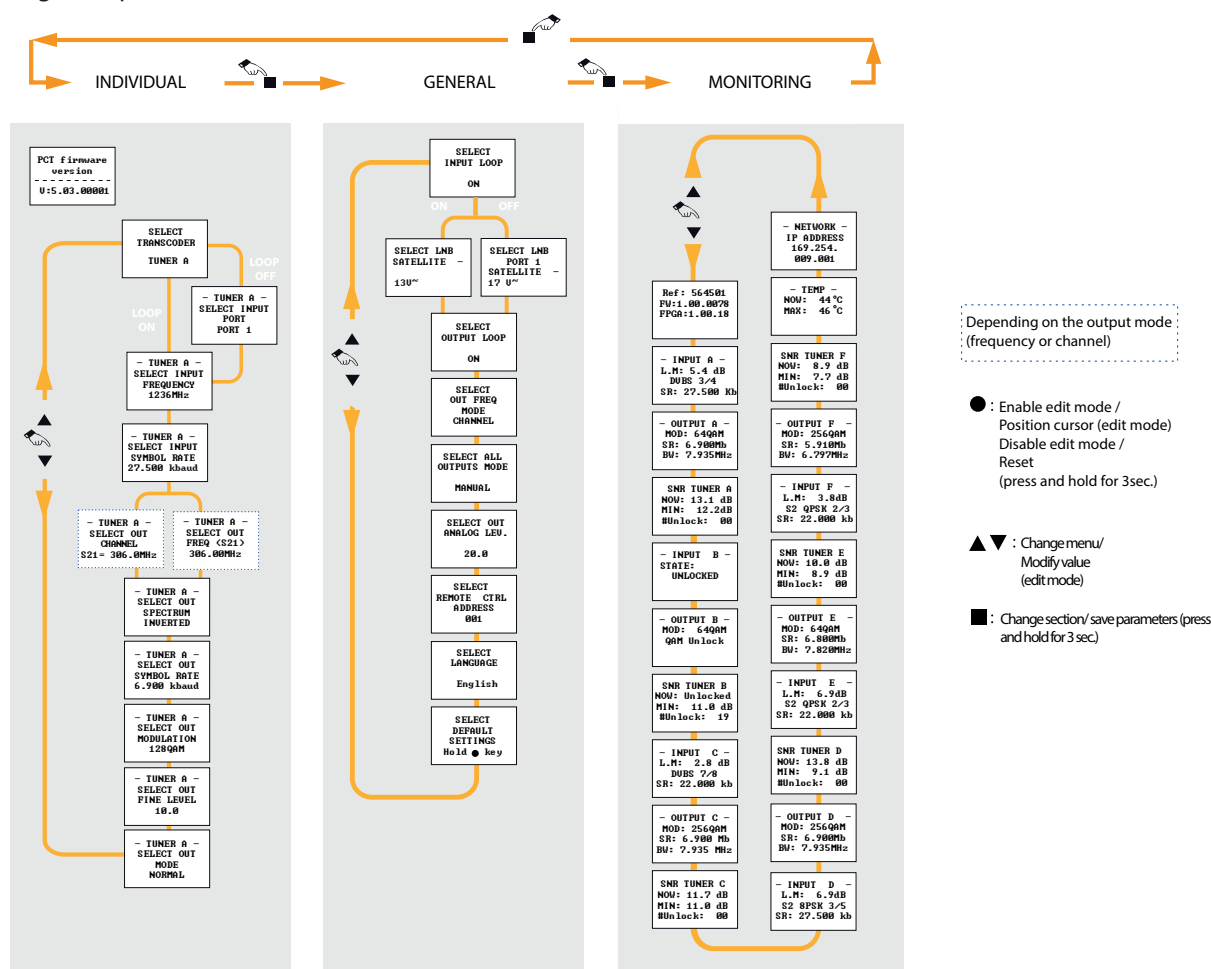 INDIVIDUAL
GENERAL
MONITORING
PCT firmware
version
V:5.03.00001
SELECT
TRANSCODER
TUNER A
LOOP
OFF
LOOP
ON
- TUNER A -
SELECT INPUT
PORT
PORT 1
- TUNER A -
SELECT INPUT
FREQUENCY
1236MHz
- TUNER A -
SELECT INPUT
SYMBOL RATE
27.500 kbaud
- TUNER A -
SELECT OUT
CHANNEL
S21= 306.0MHz
- TUNER A -
SELECT OUT
FREQ (S21)
306.00MHz
- TUNER A -
SELECT OUT
SPECTRUM
INVERTED
- TUNER A -
SELECT OUT
SYMBOL RATE
6.900 kbaud
- TUNER A -
SELECT OUT
MODULATION
128QAM
- TUNER A -
SELECT OUT
FINE LEVEL
10.0
- TUNER A -
SELECT OUT
MODE
NORMAL
SELECT
INPUT LOOP
ON
ON
OFF
SELECT LNB
SATELLITE -
13V~
SELECT LNB
PORT 1
SATELLITE -
17 V~
SELECT
OUTPUT LOOP
ON
SELECT
OUT FREQ
MODE
CHANNEL
SELECT ALL
OUTPUTS MODE
MANUAL
SELECT OUT
ANALOG LEV.
20.0
SELECT
REMOTE CTRL
ADDRESS
001
SELECT
LANGUAGE
English
SELECT
DEFAULT
SETTINGS
Hold ● key
Ref: 564501
FW:1.00.0078
FPGA:1.00.18
- INPUT A -
L.M: 5.4 dB
DVBS 3/4
SR: 27.500 Kb
- OUTPUT A -
MOD: 64QAM
SR: 6.900Mb
BW: 7.935MHz
SNR TUNER A
NOW: 13.1 dB
MIN: 12.2dB
#Unlock: 00
- INPUT B -
STATE:
UNLOCKED
- OUTPUT B -
MOD: 64QAM
QAM Unlock
SNR TUNER B
NOW: Unlocked
MIN: 11.0 dB
#Unlock: 19
- INPUT C -
L.M: 2.8 dB
DVBS 7/8
SR: 22.000 kb
- OUTPUT C -
MOD: 256QAM
SR: 6.900 Mb
BW: 7.935 MHz
SNR TUNER C
NOW: 11.7 dB
MIN: 11.0 dB
#Unlock: 00
- NETWORK -
IP ADDRESS
169.254.
009.001
- TEMP -
NOW: 44°C
MAX: 46°C
SNR TUNER F
NOW: 8.9 dB
MIN: 7.7 dB
#Unlock: 00
- OUTPUT F -
MOD: 256QAM
SR: 5.910Mb
BW: 6.797MHz
- INPUT F -
L.M: 3.8dB
S2 QPSK 2/3
SR: 22.000 kb
SNR TUNER E
NOW: 10.0 dB
MIN: 8.9 dB
#Unlock: 00
- OUTPUT E -
MOD: 64QAM
SR: 6.800Mb
BW: 7.820MHz
- INPUT E -
L.M: 6.9dB
S2 QPSK 2/3
SR: 22.000 kb
SNR TUNER D
NOW: 13.8 dB
MIN: 9.1 dB
#Unlock: 00
- OUTPUT D -
MOD: 256QAM
SR: 6.900Mb
BW: 7.935MHz
- INPUT D -
L.M: 6.9dB
S2 8PSK 3/5
SR: 27.500 kb
Depending on the output mode
(frequency or channel)
● : Enable edit mode /
Position cursor (edit mode)
Disable edit mode /
Reset
(press and hold for 3sec.)
▲▼ : Change menu/
Modify value
(edit mode)
■ : Change section/ save parameters (press
and hold for 3 sec.)